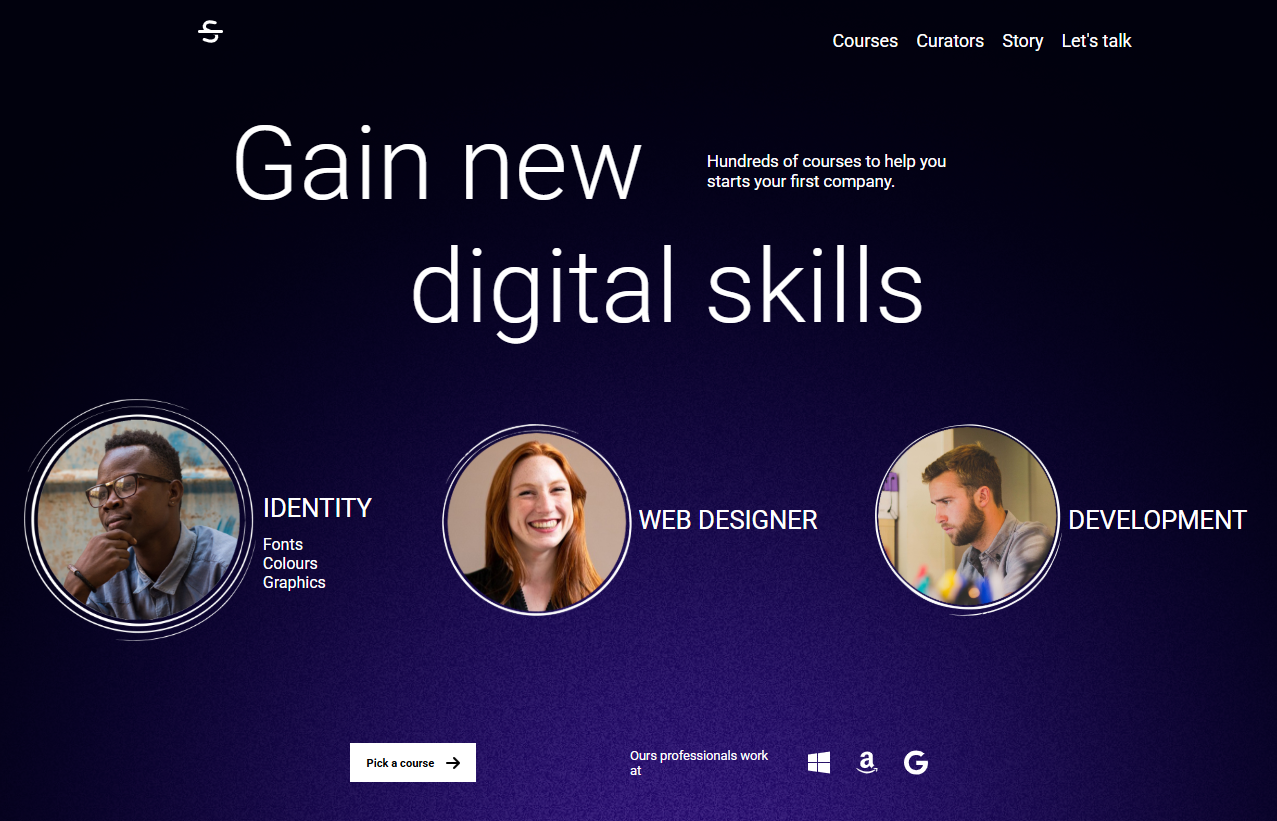 Courses Curators Story Let's talk
Gain new
Hundreds of courses to help you
starts your first company.
digital skills
IDENTITY
Fonts
Colours
Graphics
WEB DESIGNER
DEVELOPMENT
Pick a course
Ours professionals work
at